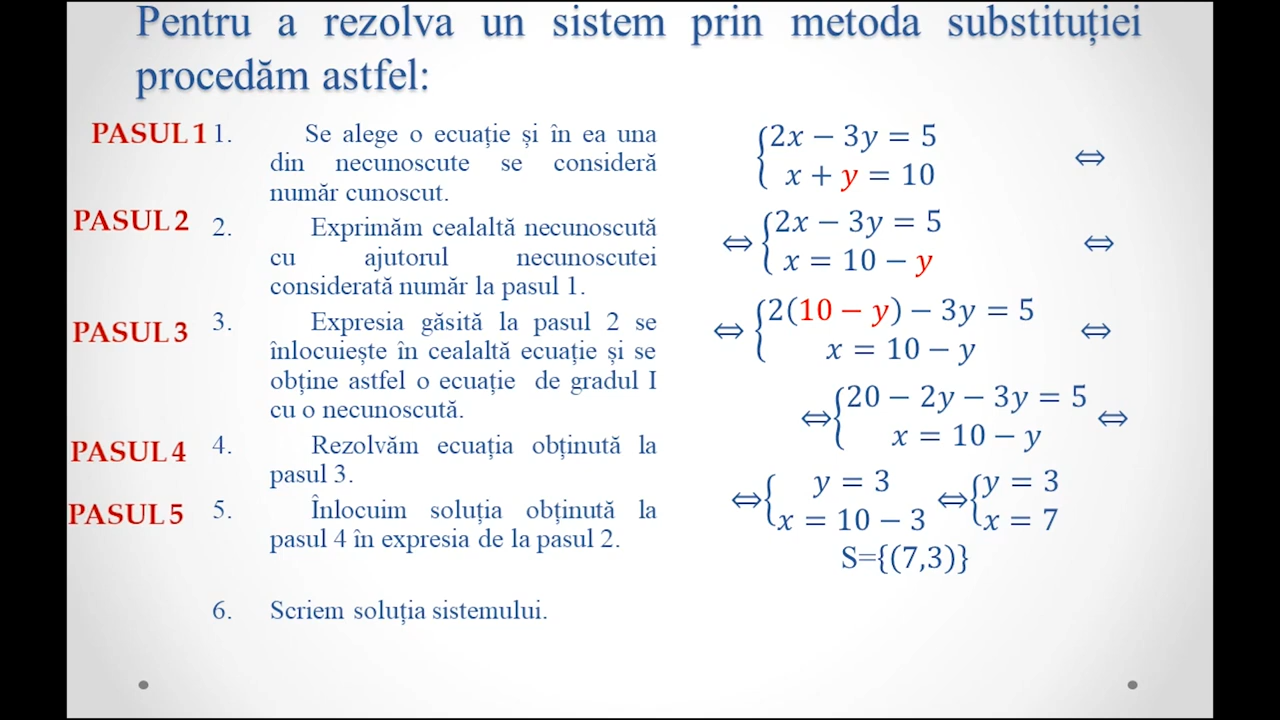 Pentru a rezolva un sistem prin metoda substituției
procedăm astfel:
PASUL 1 1. Se alege o ecuație și în ea una
din necunoscute se consideră
număr cunoscut.
PASUL 2 2. Exprimăm cealaltă necunoscută
cu ajutorul necunoscutei
considerată număr la pasul 1.
PASUL 3 3. Expresia găsită la pasul 2 se
înlocuiește în cealaltă ecuație și se
obține astfel o ecuație de gradul I
cu o necunoscută.
PASUL 4 4. Rezolvăm ecuația obținută la
pasul 3.
PASUL 5 5. Înlocuim soluția obținută la
pasul 4 în expresia de la pasul 2.
6. Scriem soluția sistemului.
{2x − 3y = 5
x + y = 10 ⇔
⇔ {2x − 3y = 5
x = 10 − y ⇔
⇔ {2(10 − y) − 3y = 5
x = 10 − y ⇔
⇔ {20 − 2y − 3y = 5
x = 10 − y ⇔
⇔ {y = 3 ⇔ {y = 3
x = 10 − 3 x = 7
S={(7,3)}